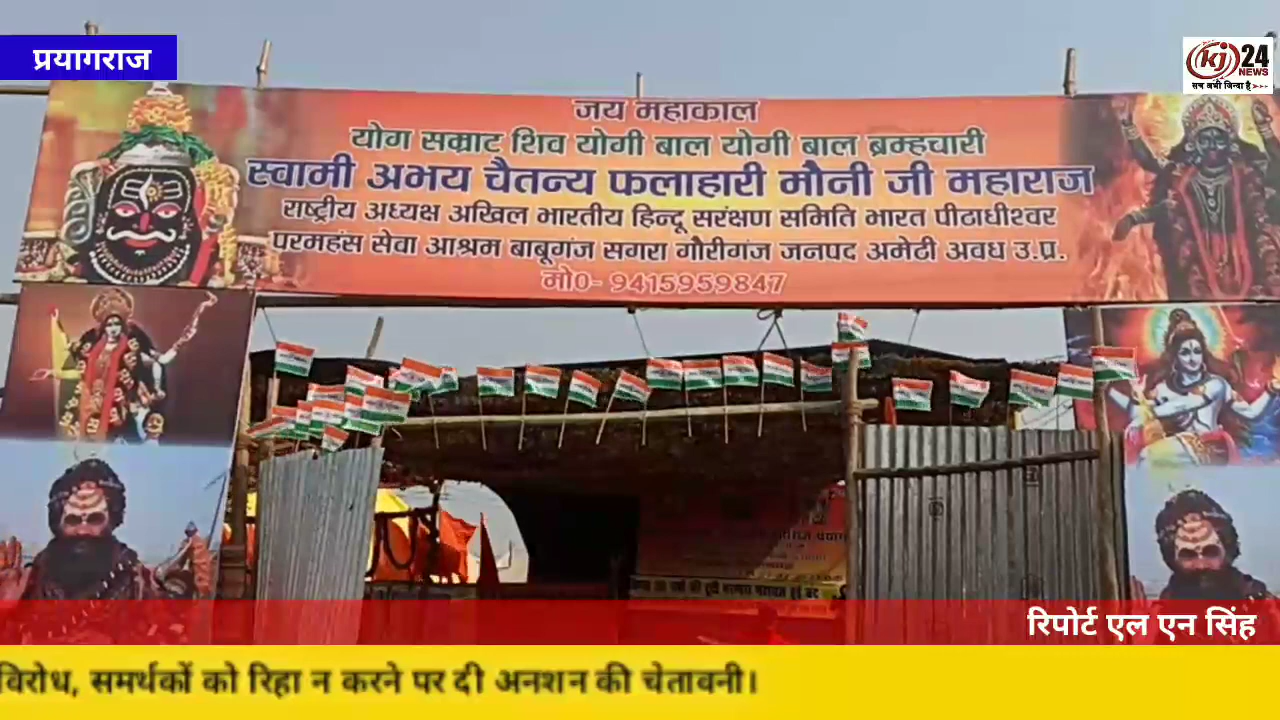 प्रयागराज
kj 24
NEWS
सच अभी जिन्दा है
जय महाकाल
योग सम्राट शिव योगी बाल योगी बाल ब्रम्हचारी
स्वामी अभय चैतन्य फलाहारी मौनी जी महाराज
राष्ट्रीय अध्यक्ष अखिल भारतीय हिन्दू सरंक्षण समिति भारत पीठाधीश्वर
परमहंस सेवा आश्रम बाबूगंज सगरा गौरीगंज जनपद अमेठी अवध उ.प्र.
मो0- 9415959847
रिपोर्ट एल एन सिंह
विरोध, समर्थकों को रिहा न करने पर दी अनशन की चेतावनी।